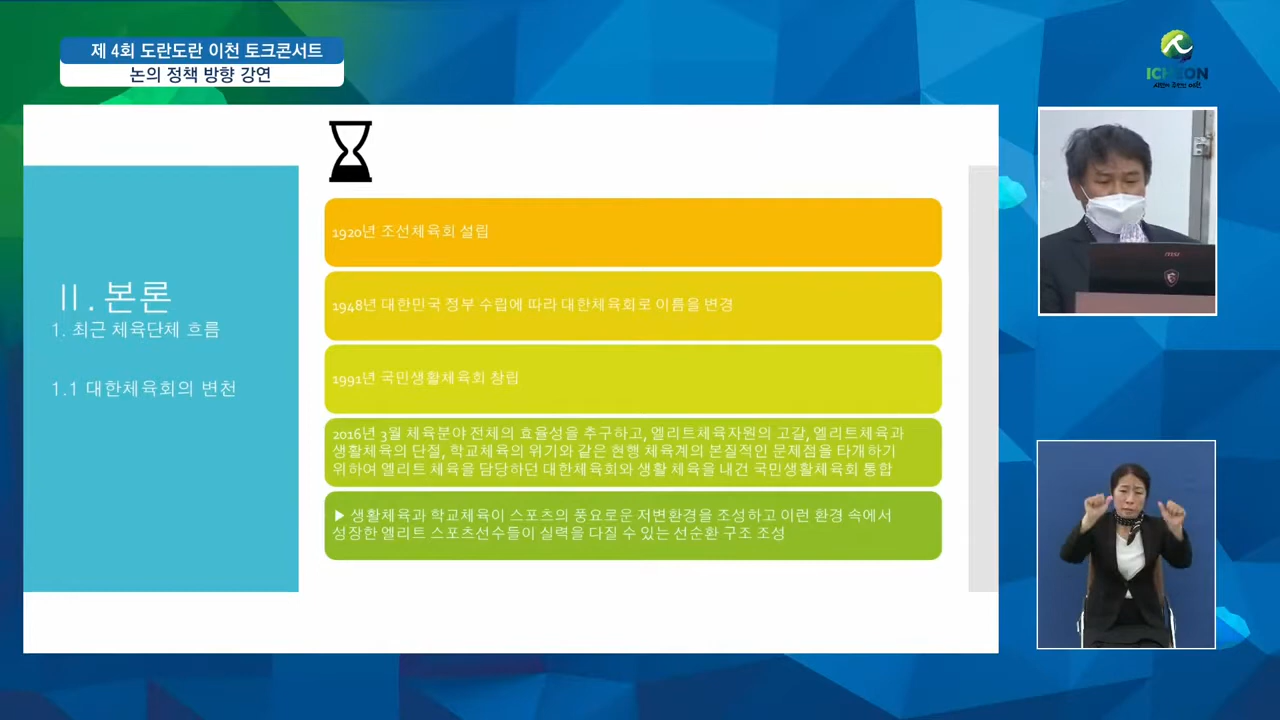 제 4회 도란도란 이천 토크콘서트
논의 정책 방향 강연
ICHEON
Ⅱ. 본론
1. 최근 체육단체 흐름
1.1 대한체육회의 변천
1920년 조선체육회 설립
1948년 대한민국 정부 수립에 따라 대한체육회로 이름을 변경
1991년 국민생활체육회 창립
2016년 3월 체육분야 전체의 효율성을 추구하고, 엘리트체육자원의 고갈, 엘리트체육과
생활체육의 단절, 학교체육의 위기와 같은 현행 체육계의 본질적인 문제점을 타개하기
위하여 엘리트 체육을 담당하던 대한체육회와 생활 체육을 내건 국민생활체육회 통합
▶ 생활체육과 학교체육이 스포츠의 풍요로운 저변환경을 조성하고 이런 환경 속에서
성장한 엘리트 스포츠선수들이 실력을 다질 수 있는 선순환 구조 조성
msi